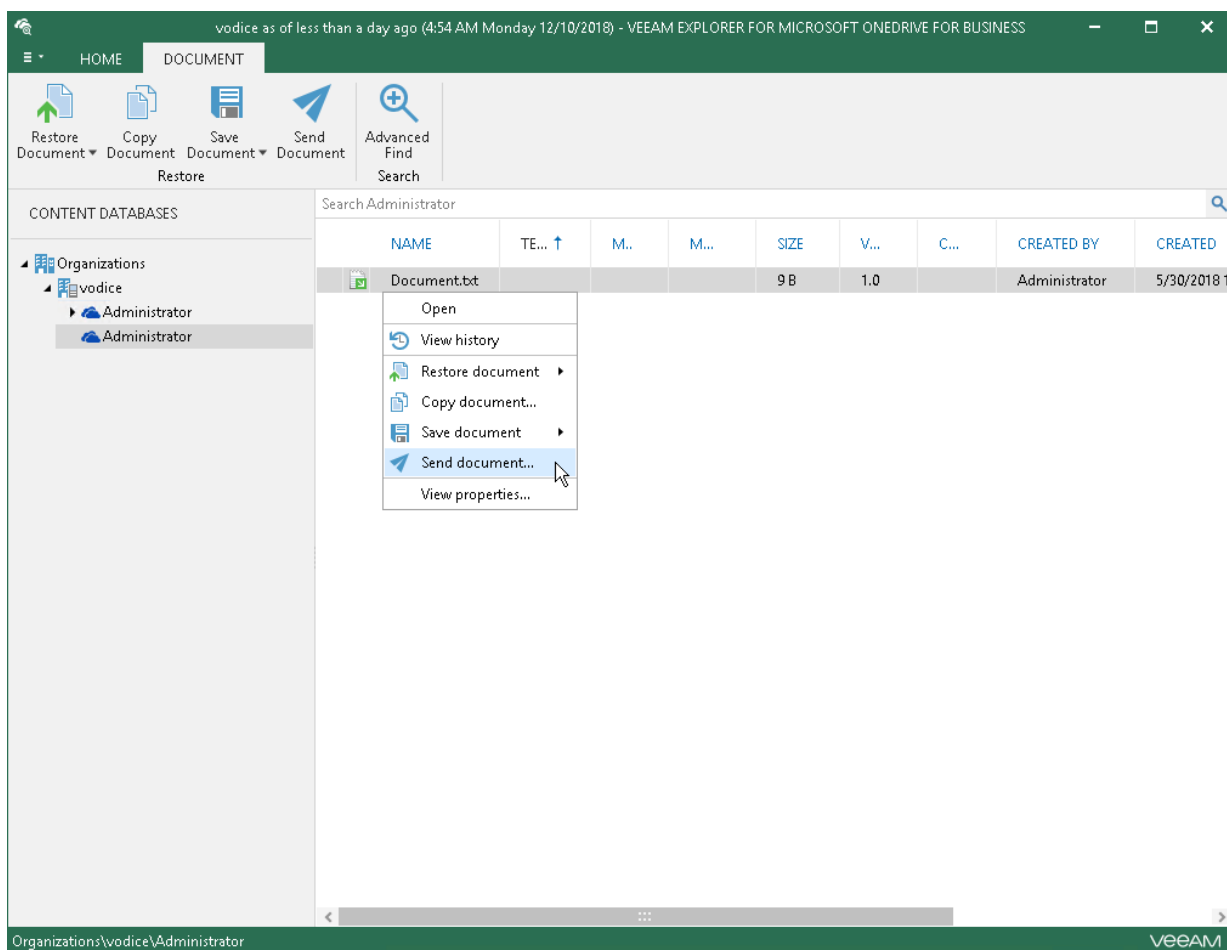 vodice as of less than a day ago (4:54 AM Monday 12/10/2018) - VEEAM EXPLORER FOR MICROSOFT ONEDRIVE FOR BUSINESS
HOME DOCUMENT
Restore Document Copy Document Save Document Send Document Advanced Find
Restore Search
CONTENT DATABASES
Search Administrator
NAME TE... M.. M... SIZE V... C... CREATED BY CREATED
Organizations
Document.txt 9 B 1.0 Administrator 5/30/2018 1
vodice
Administrator
Administrator
Open
View history
Restore document
Copy document...
Save document
Send document...
View properties...
Organizations\vodice\Administrator
VEEAM